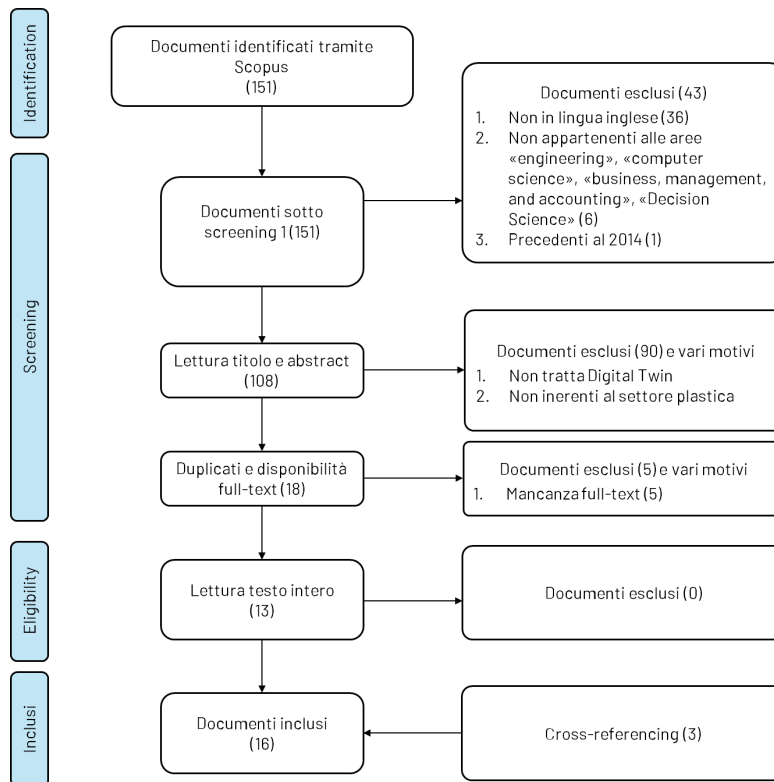 Identification
Documenti identificati tramite
Scopus
(151)
Documenti esclusi (43)
1. Non in lingua inglese (36)
2. Non appartenenti alle aree
«engineering», «computer
science», «business, management,
and accounting», «Decision
Science» (6)
3. Precedenti al 2014 (1)
Screening
Documenti sotto
screening 1 (151)
Lettura titolo e abstract
(108)
Documenti esclusi (90) e vari motivi
1. Non tratta Digital Twin
2. Non inerenti al settore plastica
Duplicati e disponibilità
full-text (18)
Documenti esclusi (5) e vari motivi
1. Mancanza full-text (5)
Eligibility
Lettura testo intero
(13)
Documenti esclusi (0)
Inclusi
Documenti inclusi
(16)
Cross-referencing (3)